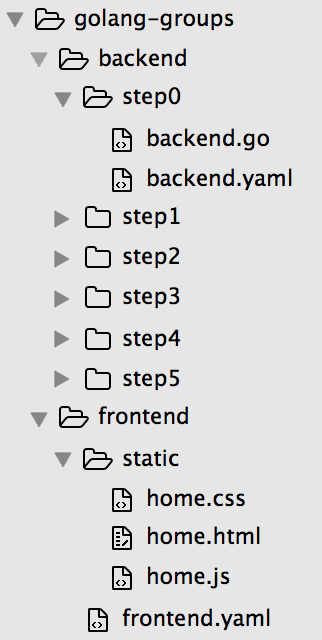 golang-groups
backend
step0
backend.go
backend.yaml
step1
step2
step3
step4
step5
frontend
static
home.css
home.html
home.js
frontend.yaml